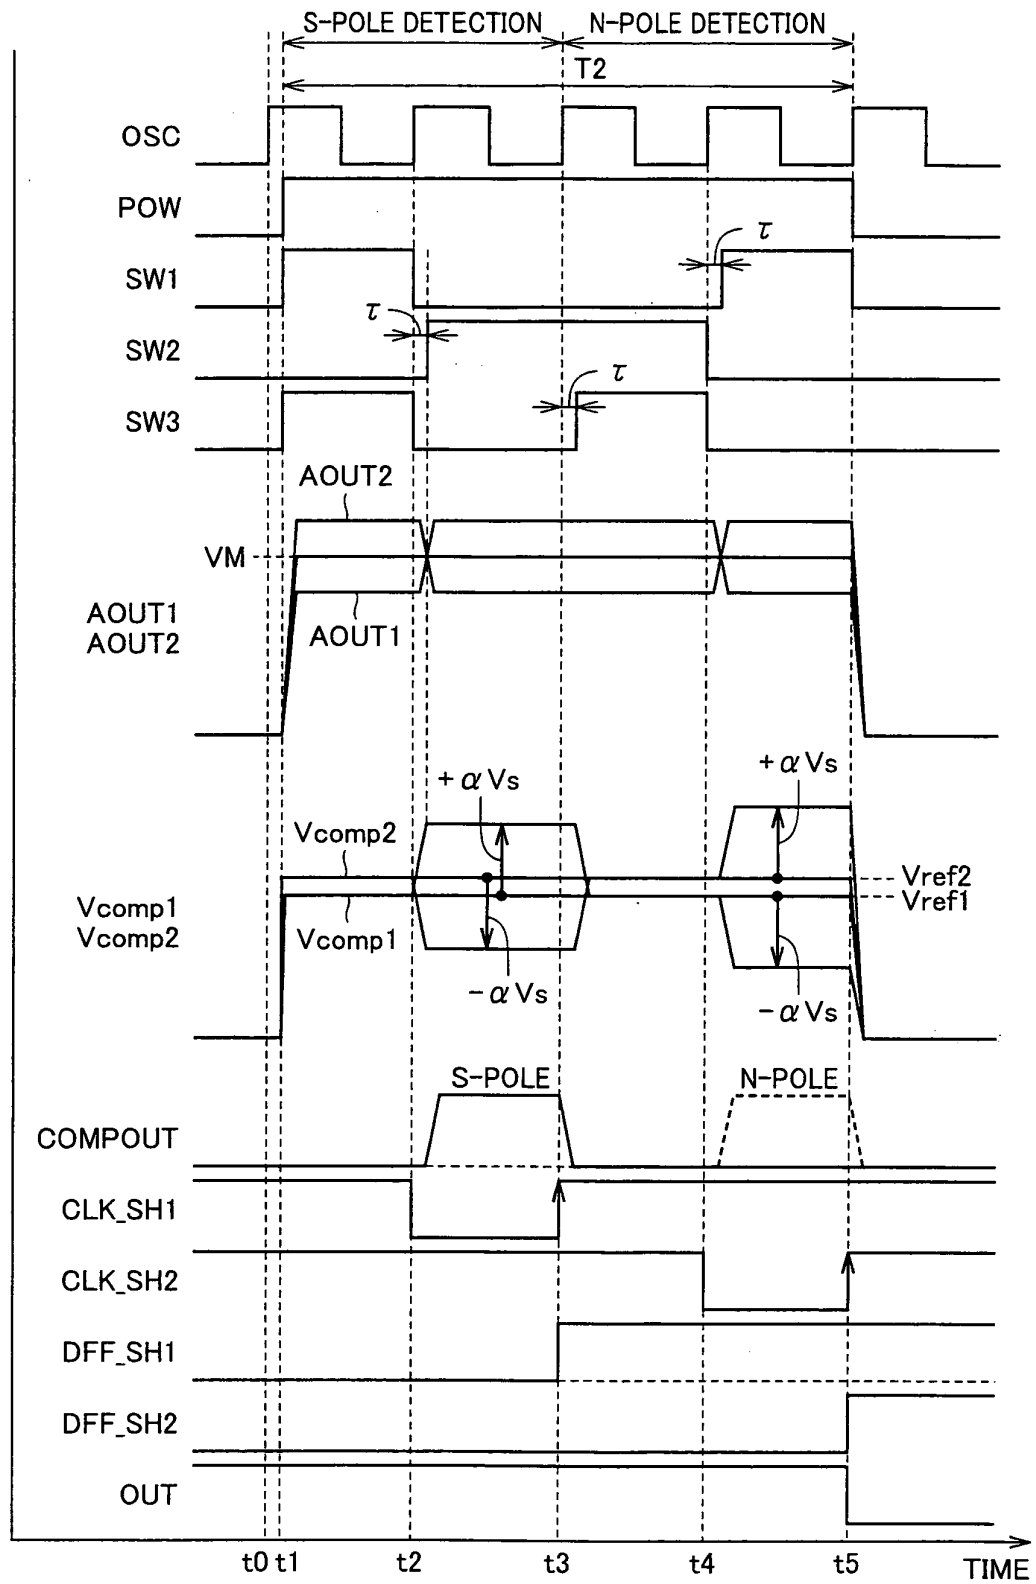 S-POLE DETECTION N-POLE DETECTION
T2
OSC
POW
τ
SW1
τ
SW2
τ
SW3
AOUT2
VM
AOUT1
AOUT2
AOUT1
+αVs
+αVs
Vcomp2
Vref2
Vref1
Vcomp1
Vcomp2
Vcomp1
-αVs
-αVs
S-POLE
N-POLE
COMPOUT
CLK_SH1
CLK_SH2
DFF_SH1
DFF_SH2
OUT
t0 t1 t2 t3 t4 t5 TIME